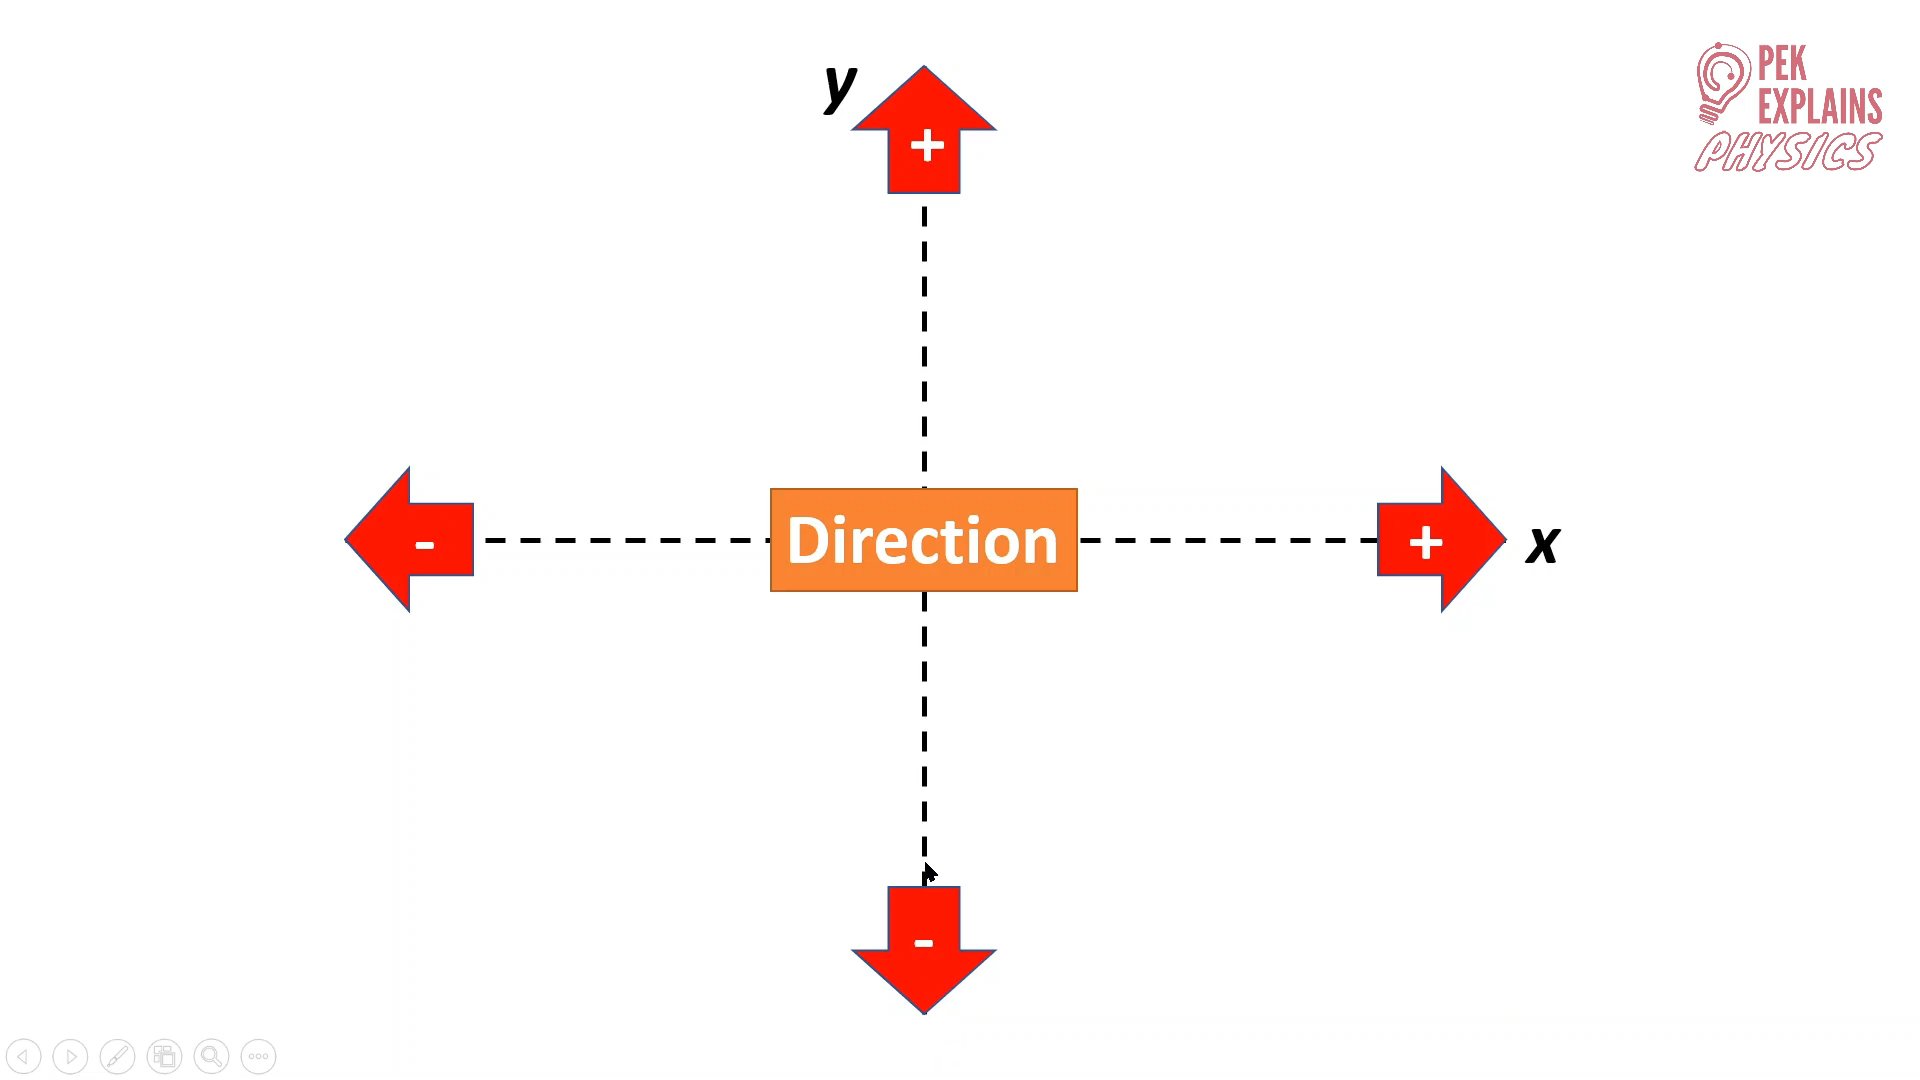 y
+
PEK
EXPLAINS
PHYSICS
-
Direction
+
x
-